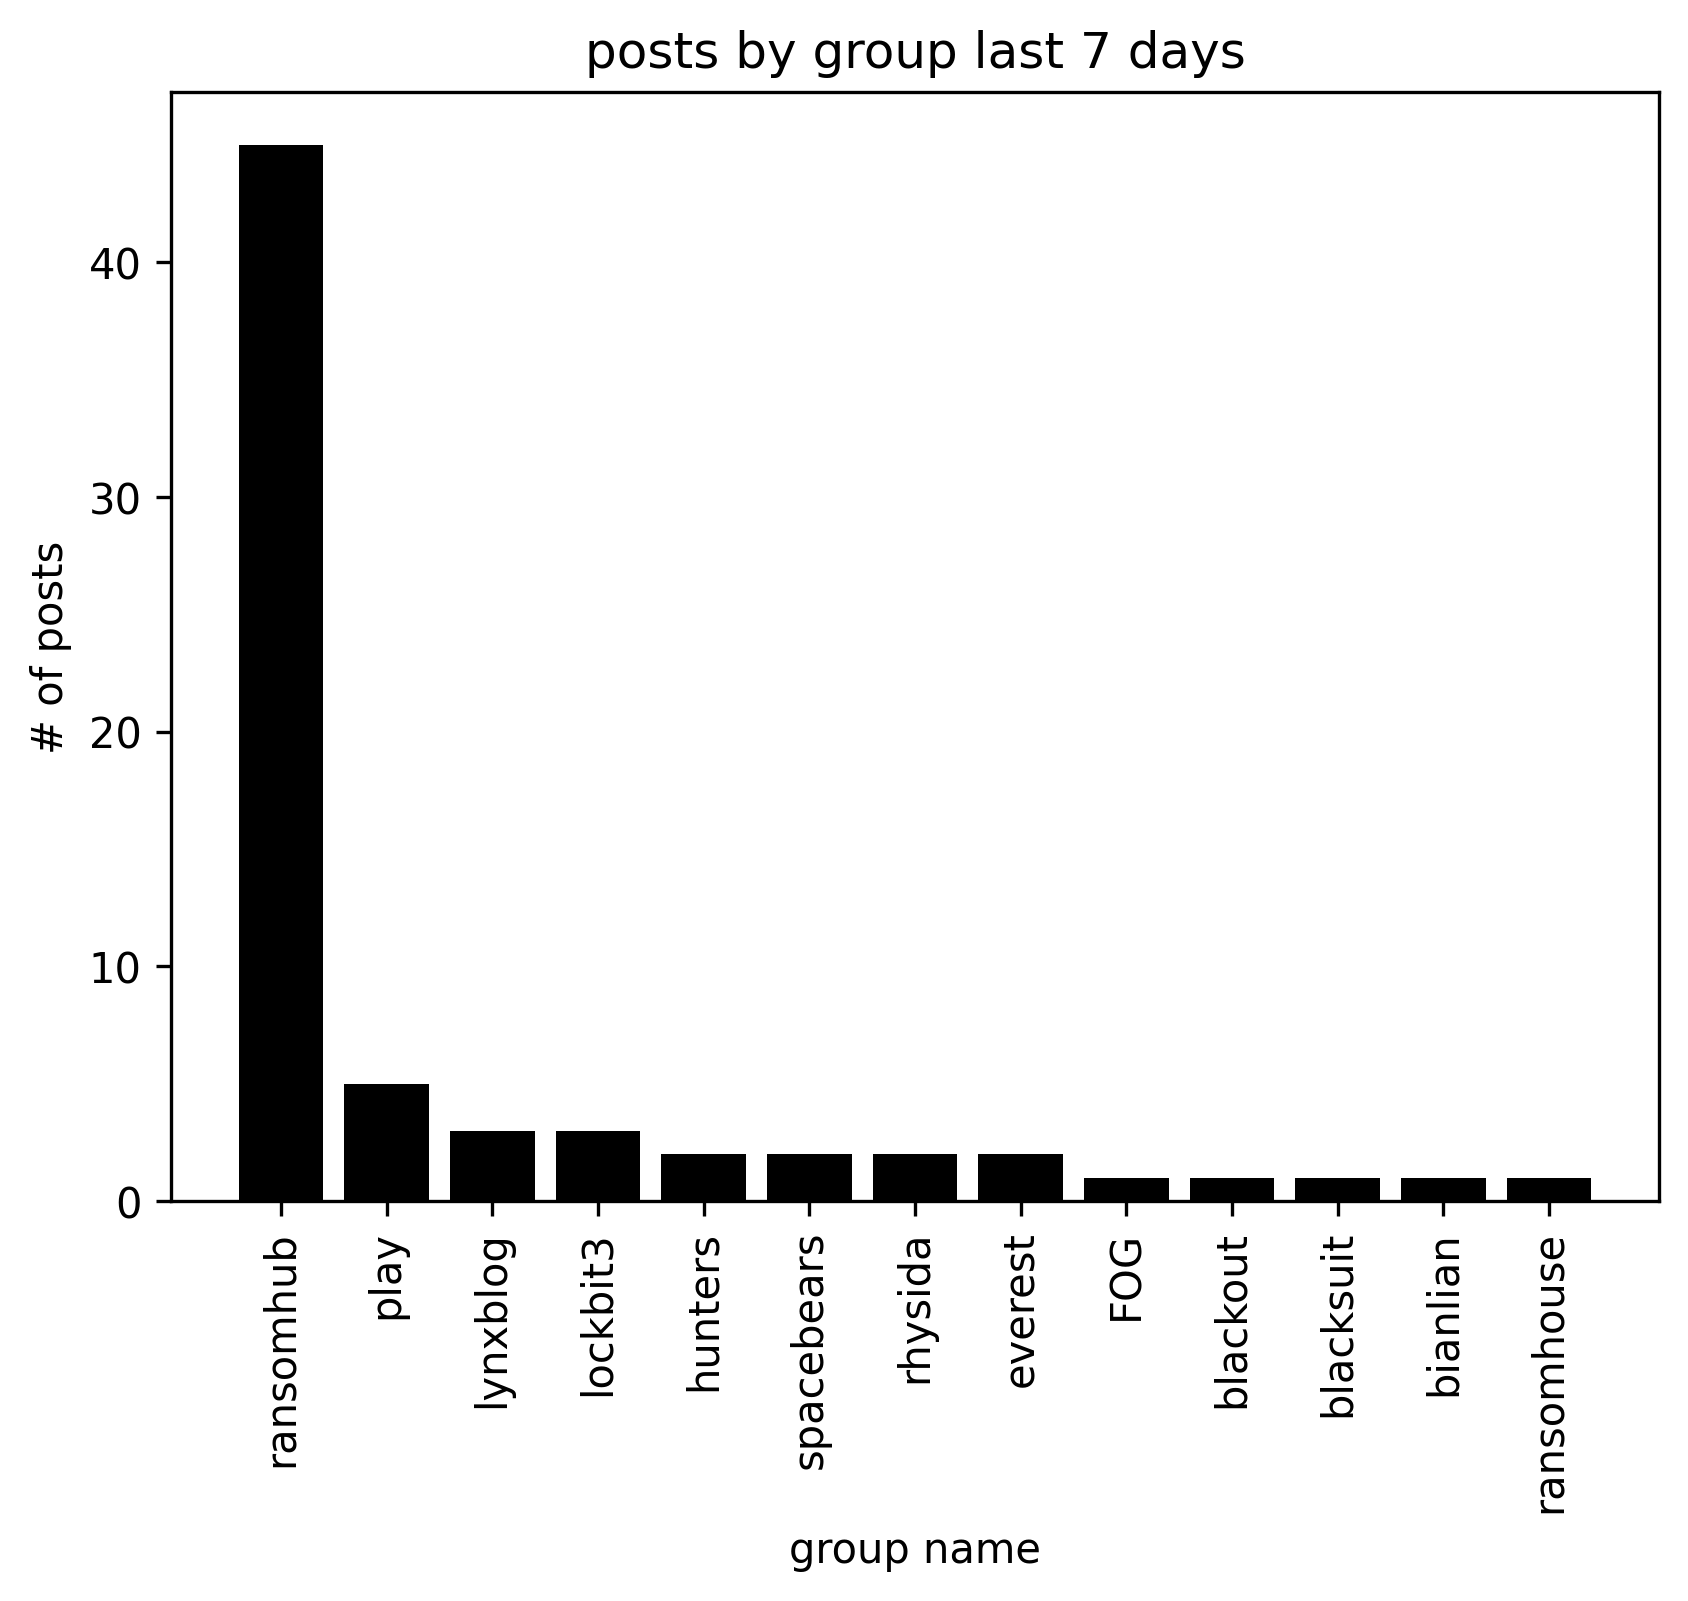 posts by group last 7 days
# of posts
40
30
20
10
0
ransomhub
play
lynxblog
lockbit3
hunters
spacebears
rhysida
everest
FOG
blackout
blacksuit
bianlian
ransomhouse
group name